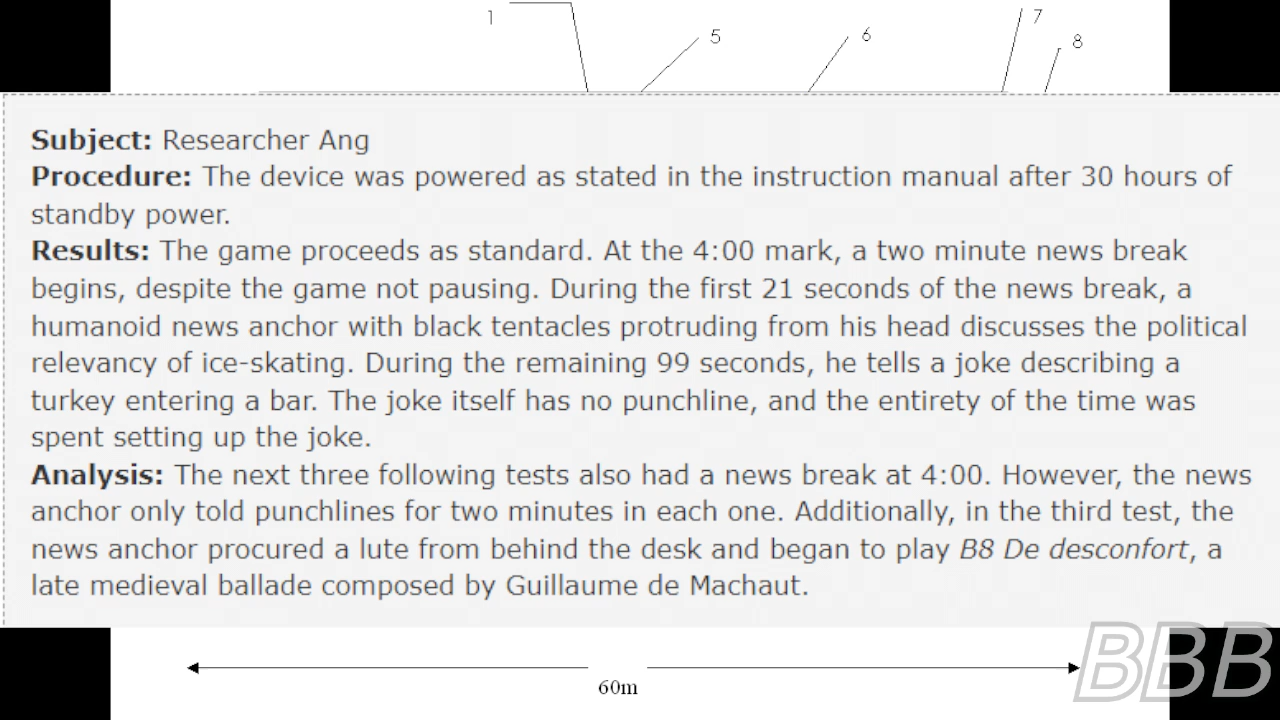 1
5
6
7
8
Subject: Researcher Ang
Procedure: The device was powered as stated in the instruction manual after 30 hours of
standby power.
Results: The game proceeds as standard. At the 4:00 mark, a two minute news break
begins, despite the game not pausing. During the first 21 seconds of the news break, a
humanoid news anchor with black tentacles protruding from his head discusses the political
relevancy of ice-skating. During the remaining 99 seconds, he tells a joke describing a
turkey entering a bar. The joke itself has no punchline, and the entirety of the time was
spent setting up the joke.
Analysis: The next three following tests also had a news break at 4:00. However, the news
anchor only told punchlines for two minutes in each one. Additionally, in the third test, the
news anchor procured a lute from behind the desk and began to play B8 De desconfort, a
late medieval ballade composed by Guillaume de Machaut.
60m
BBB